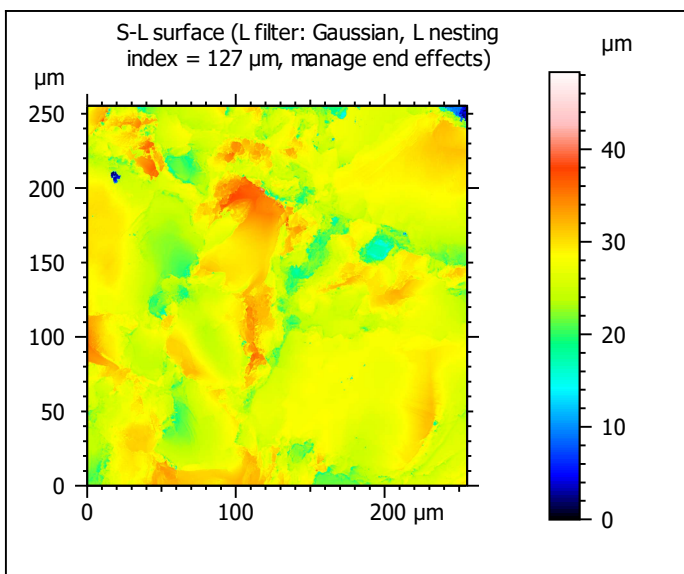 S-L surface (L filter: Gaussian, L nesting
index = 127 µm, manage end effects)
µm
µm
250
200
150
100
50
0
0
100
µm
200
40
30
20
10
0